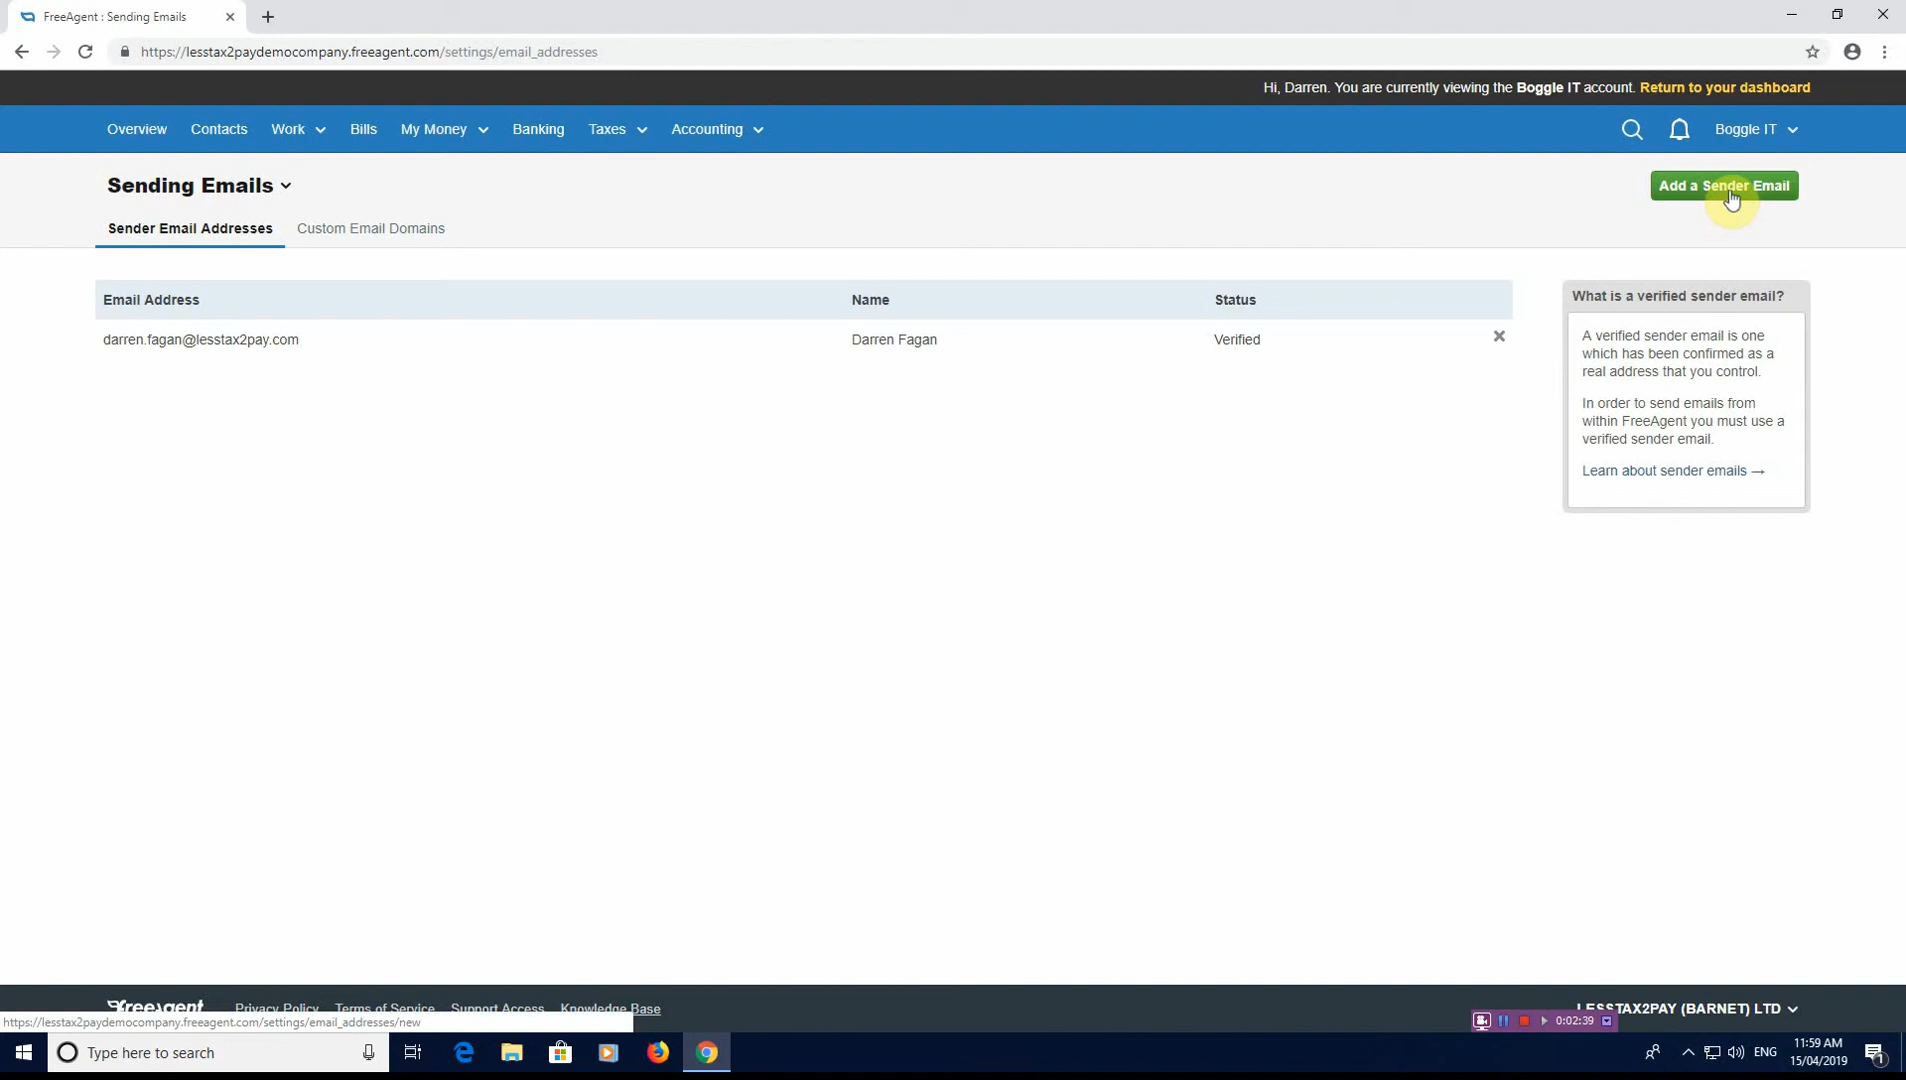 FreeAgent : Sending Emails
https://lesstax2paydemocompany.freeagent.com/settings/email_addresses
Hi, Darren. You are currently viewing the Boggle IT account. Return to your dashboard
Overview Contacts Work Bills My Money Banking Taxes Accounting Boggle IT
Sending Emails
Add a Sender Email
Sender Email Addresses Custom Email Domains
Email Address Name Status
darren.fagan@lesstax2pay.com Darren Fagan Verified
What is a verified sender email?
A verified sender email is one
which has been confirmed as a
real address that you control.
In order to send emails from
within FreeAgent you must use a
verified sender email.
Learn about sender emails →
freeagent Privacy Policy Terms of Service Support Access Knowledge Base LESSTAX2PAY (BARNET) LTD
https://lesstax2paydemocompany.freeagent.com/settings/email_addresses/new
0:02:39
Type here to search
ENG
11:59 AM
15/04/2019
1